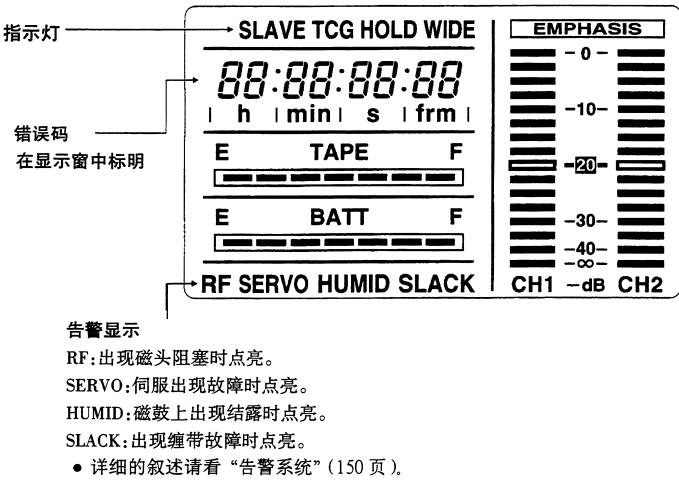 指示灯
SLAVE TCG HOLD WIDE
88:88:88:88
h min s frm
错误码
在显示窗中标明
E TAPE F
E BATT F
RF SERVO HUMID SLACK
EMPHASIS
-0-
-10-
-20-
-30-
-40-
-∞-
CH1 -dB CH2
告警显示
RF:出现磁头阻塞时点亮。
SERVO:伺服出现故障时点亮。
HUMID:磁鼓上出现结露时点亮。
SLACK:出现缠带故障时点亮。
● 详细的叙述请看“告警系统”(150 页)。